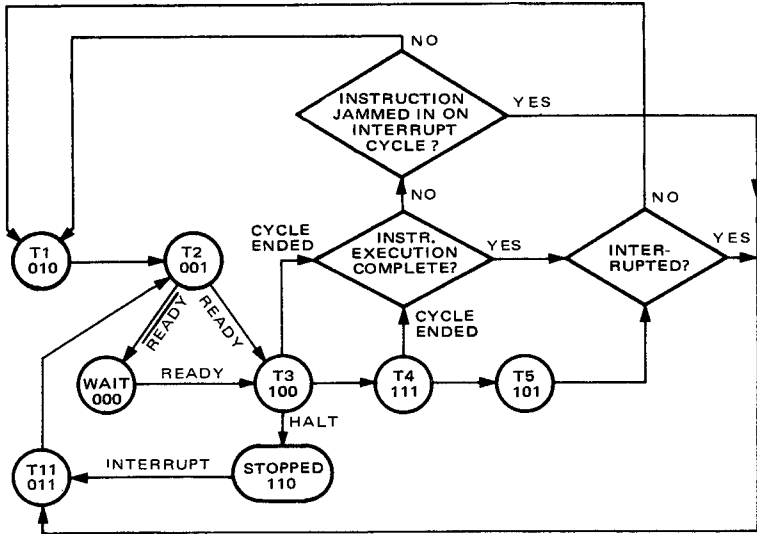 NO
INSTRUCTION
JAMMED IN ON
INTERRUPT
CYCLE ?
YES
NO
NO
CYCLE
ENDED
INSTR.
EXECUTION
COMPLETE?
YES
INTER-
RUPTED?
YES
T1
010
T2
001
READY
READY
CYCLE
ENDED
WAIT
000
READY
T3
100
T4
111
T5
101
HALT
T11
011
INTERRUPT
STOPPED
110